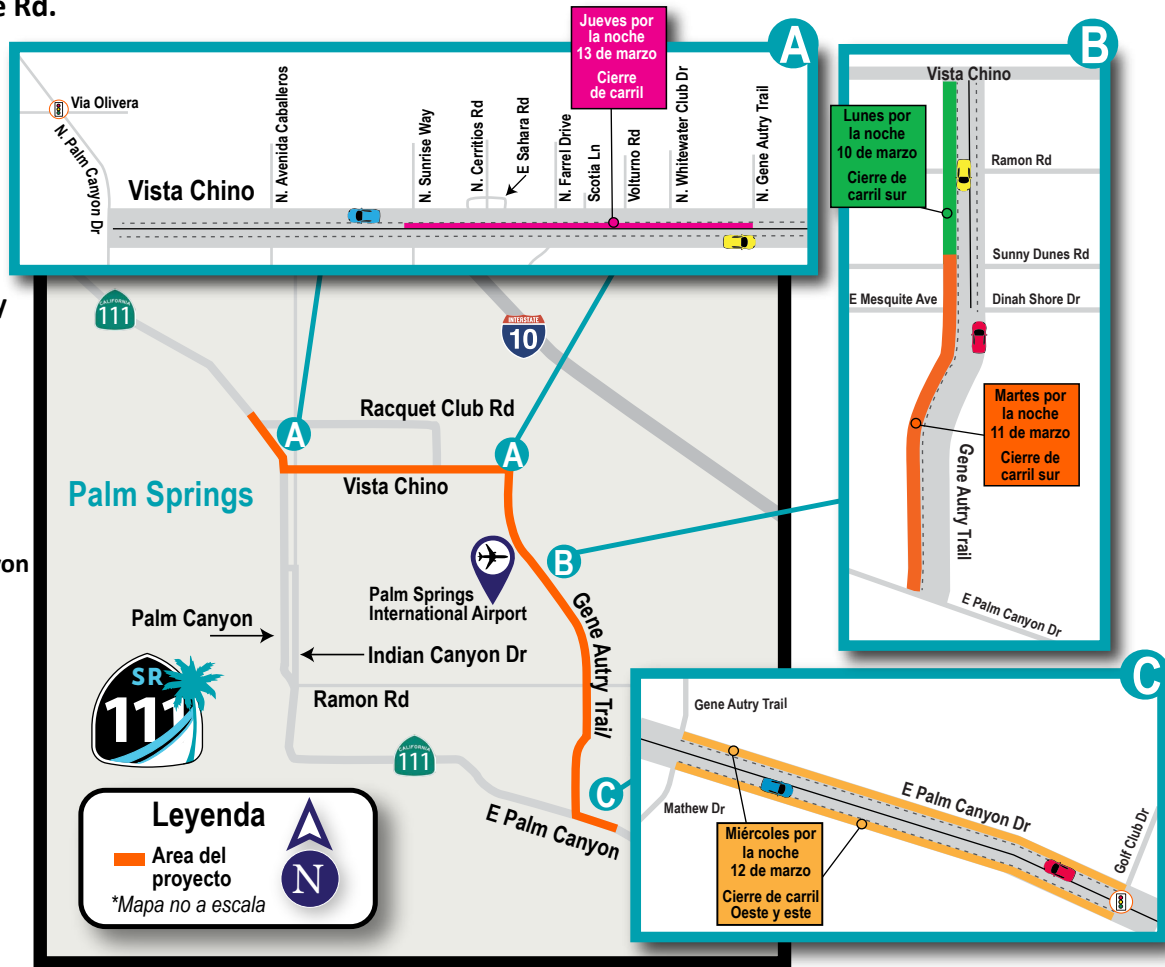 e Rd.
A
Jueves por
la noche
13 de marzo
Cierre
de carril
Via Olivera
N. Palm Canyon Dr
Vista Chino
N. Avenida Caballeros
N. Sunrise Way
N. Cerritios Rd
E Sahara Rd
N. Farrel Drive
Scotia Ln
Volturno Rd
N. Whitewater Club Dr
N. Gene Autry Trail
B
Vista Chino
Lunes por
la noche
10 de marzo
Cierre de
carril sur
Ramon Rd
Sunny Dunes Rd
E Mesquite Ave
Dinah Shore Dr
Martes por
la noche
11 de marzo
Cierre de
carril sur
Gene Autry Trail
E Palm Canyon Dr
y
on
CALIFORNIA
111
INTERSTATE
10
Racquet Club Rd
A
A
Vista Chino
Palm Springs
B
Palm Springs
International Airport
Gene Autry Trail
Palm Canyon
Indian Canyon Dr
SR
111
Ramon Rd
CALIFORNIA
111
C
E Palm Canyon
C
Gene Autry Trail
Mathew Dr
E Palm Canyon Dr
Golf Club Dr
Miércoles por
la noche
12 de marzo
Cierre de carril
Oeste y este
Leyenda
Area del
proyecto
*Mapa no a escala
N